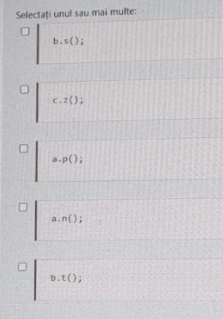 Selectați unul sau mai multe:
b.s();
c.z();
a.p();
a.n();
b.t();